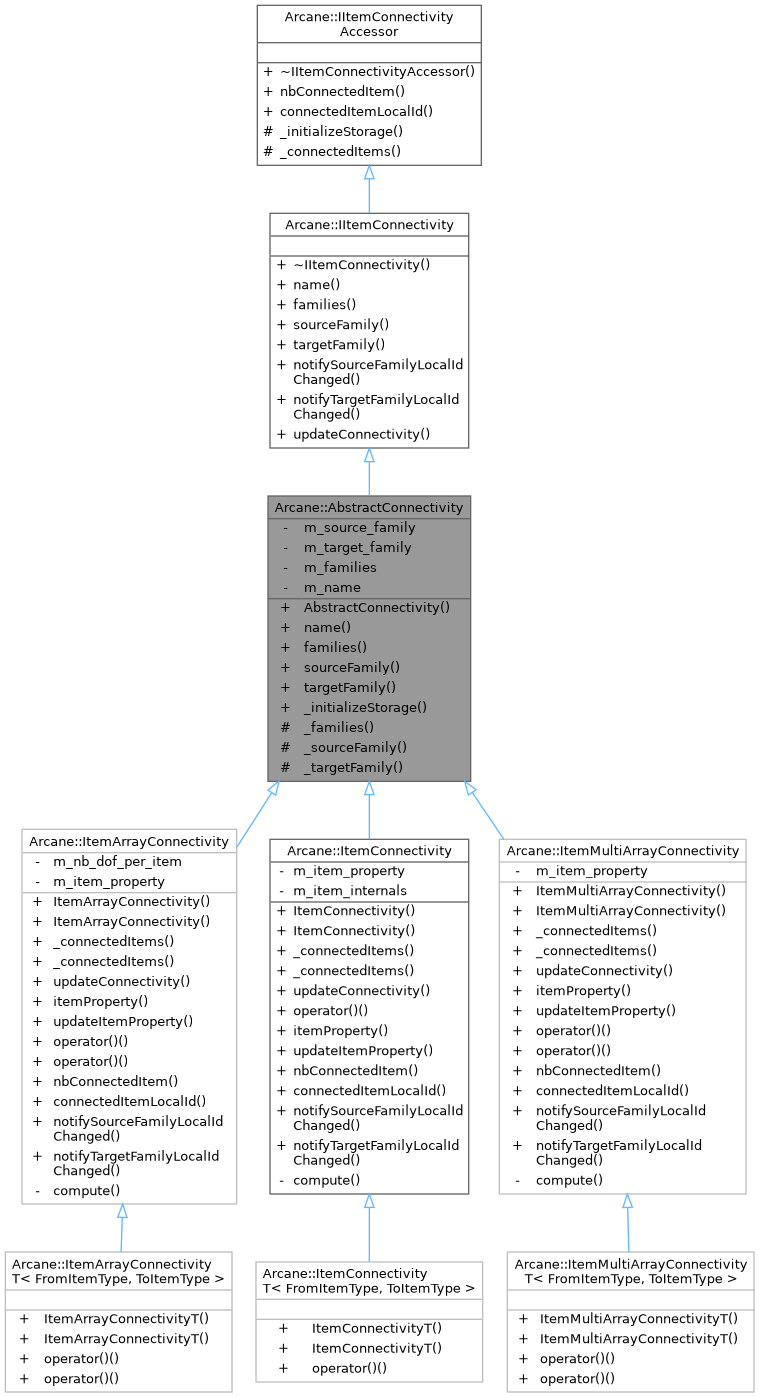 Arcane::IItemConnectivity
Accessor
+ ~IItemConnectivityAccessor()
+ nbConnectedItem()
+ connectedItemLocalId()
# _initializeStorage()
# _connectedItems()
Arcane::IItemConnectivity
+ ~IItemConnectivity()
+ name()
+ families()
+ sourceFamily()
+ targetFamily()
+ notifySourceFamilyLocalId
Changed()
+ notifyTargetFamilyLocalId
Changed()
+ updateConnectivity()
Arcane::AbstractConnectivity
- m_source_family
- m_target_family
- m_families
- m_name
+ AbstractConnectivity()
+ name()
+ families()
+ sourceFamily()
+ targetFamily()
+ _initializeStorage()
# _families()
# _sourceFamily()
# _targetFamily()
Arcane::ItemArrayConnectivity
- m_nb_dof_per_item
- m_item_property
+ ItemArrayConnectivity()
+ ItemArrayConnectivity()
+ _connectedItems()
+ _connectedItems()
+ updateConnectivity()
+ itemProperty()
+ updateItemProperty()
+ operator()()
+ operator()()
+ nbConnectedItem()
+ connectedItemLocalId()
+ notifySourceFamilyLocalId
Changed()
+ notifyTargetFamilyLocalId
Changed()
- compute()
Arcane::ItemConnectivity
- m_item_property
- m_item_internals
+ ItemConnectivity()
+ ItemConnectivity()
+ _connectedItems()
+ _connectedItems()
+ updateConnectivity()
+ operator()()
+ itemProperty()
+ updateItemProperty()
+ nbConnectedItem()
+ connectedItemLocalId()
+ notifySourceFamilyLocalId
Changed()
+ notifyTargetFamilyLocalId
Changed()
- compute()
Arcane::ItemMultiArrayConnectivity
- m_item_property
+ ItemMultiArrayConnectivity()
+ ItemMultiArrayConnectivity()
+ _connectedItems()
+ _connectedItems()
+ updateConnectivity()
+ itemProperty()
+ updateItemProperty()
+ operator()()
+ operator()()
+ nbConnectedItem()
+ connectedItemLocalId()
+ notifySourceFamilyLocalId
Changed()
+ notifyTargetFamilyLocalId
Changed()
- compute()
Arcane::ItemArrayConnectivity
T< FromItemType, ToItemType >
+ ItemArrayConnectivityT()
+ ItemArrayConnectivityT()
+ operator()()
+ operator()()
Arcane::ItemConnectivity
T< FromItemType, ToItemType >
+ ItemConnectivityT()
+ ItemConnectivityT()
+ operator()()
Arcane::ItemMultiArrayConnectivity
T< FromItemType, ToItemType >
+ ItemMultiArrayConnectivityT()
+ ItemMultiArrayConnectivityT()
+ operator()()
+ operator()()